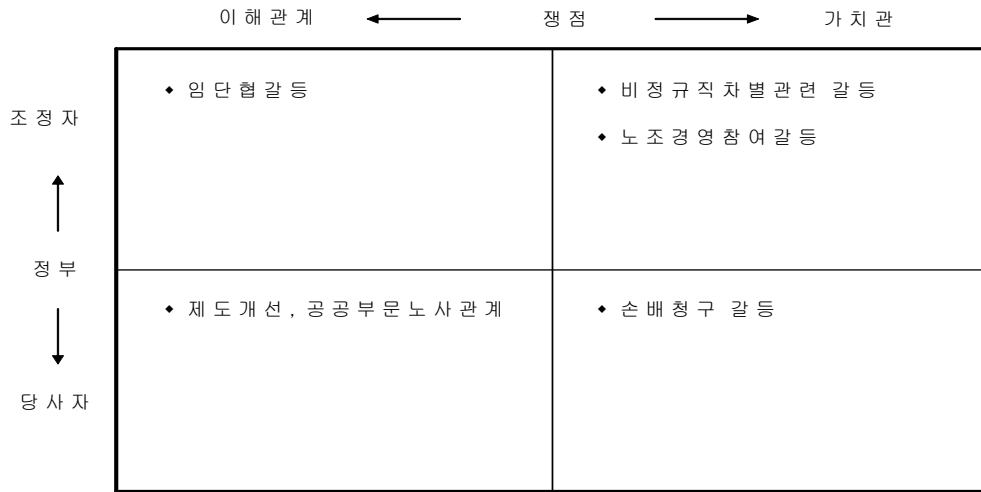 이해관계 쟁점 가치관
◆ 임단협갈등 ◆ 비정규직차별관련 갈등
조정자
◆ 노조경영참여갈등
정부
◆ 제도개선, 공공부문노사관계 ◆ 손배청구 갈등
당사자